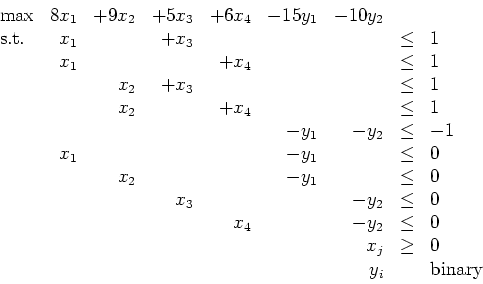 max 8x₁ +9x₂ +5x₃ +6x₄ −15y₁ −10y₂
s.t. x₁ +x₃ ≤ 1
x₁ +x₄ ≤ 1
x₂ +x₃ ≤ 1
x₂ +x₄ ≤ 1
−y₁ −y₂ ≤ −1
x₁ −y₁ ≤ 0
x₂ −y₁ ≤ 0
x₃ −y₂ ≤ 0
x₄ −y₂ ≤ 0
xⱼ ≥ 0
yᵢ binary